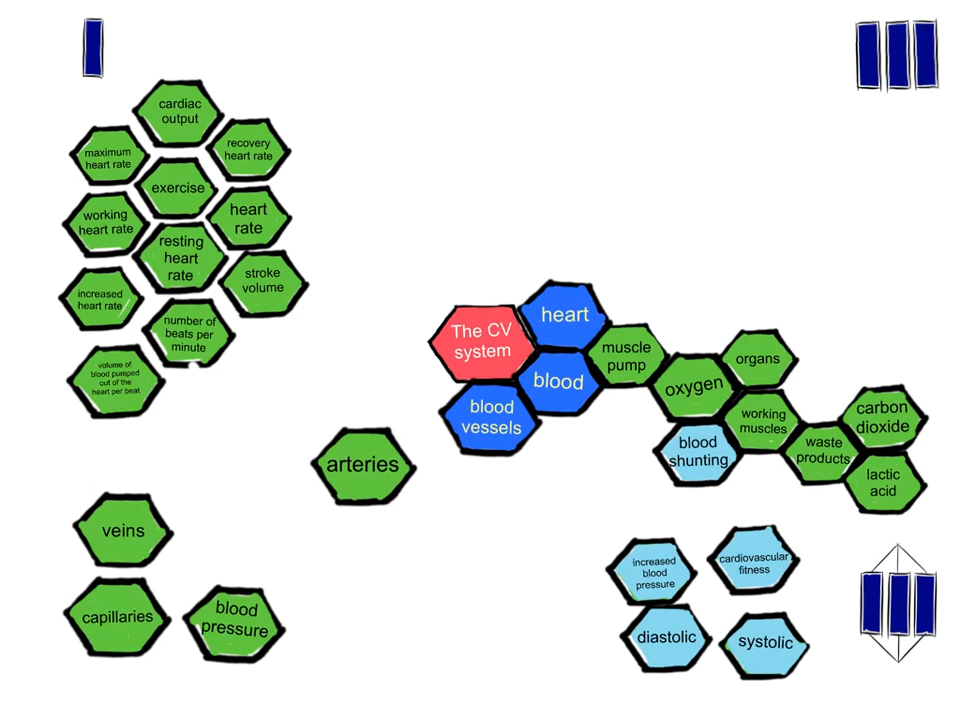 cardiac
output
maximum
heart rate
recovery
heart rate
exercise
working
heart rate
heart
rate
resting
heart
rate
increased
heart rate
stroke
volume
number of
beats per
minute
volume of
blood pumped
out of the
heart per beat
The CV
system
heart
blood
blood
vessels
muscle
pump
oxygen
organs
blood
shunting
working
muscles
waste
products
carbon
dioxide
lactic
acid
arteries
veins
capillaries
blood
pressure
increased
blood
pressure
cardiovascular
fitness
diastolic
systolic